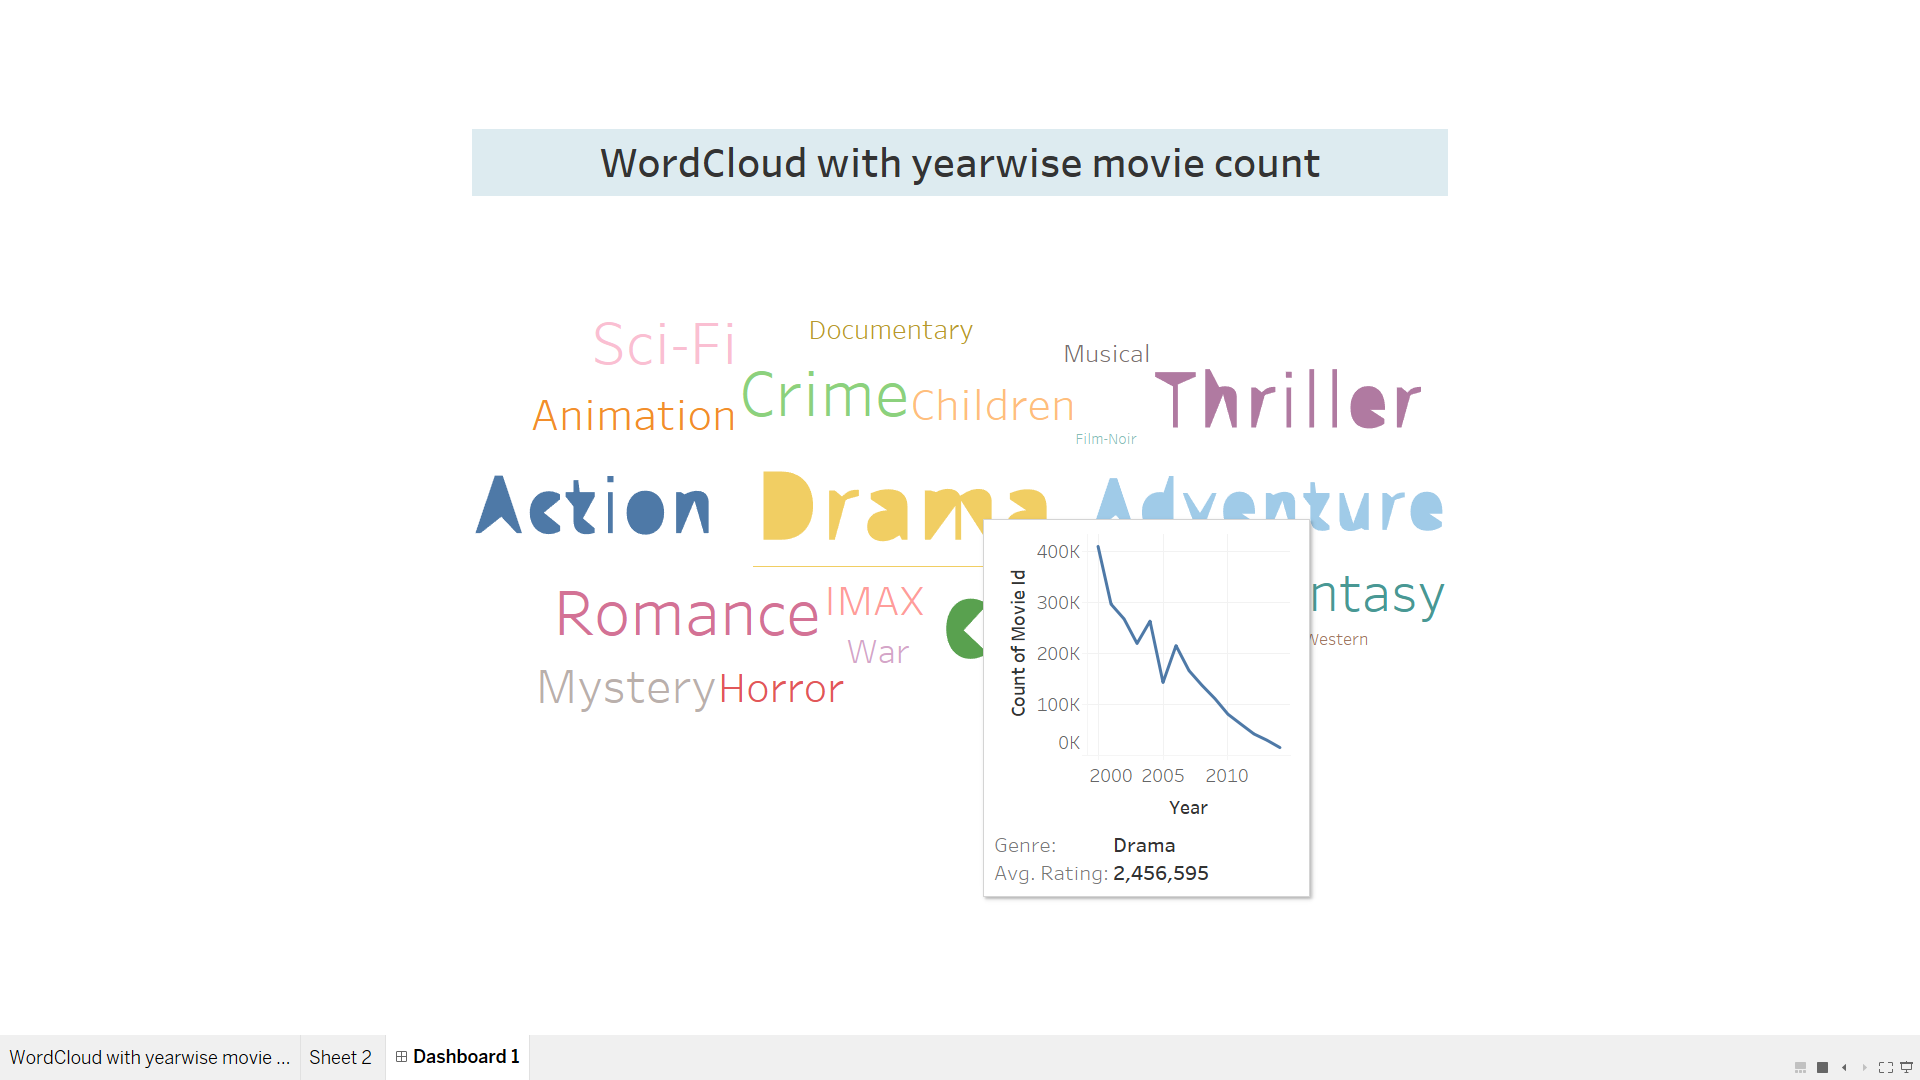 WordCloud with yearwise movie count
Sci-Fi
Documentary
Musical
Thriller
Crime
Children
Animation
Film-Noir
Action
Drama
Adventure
Romance
IMAX
War
Mystery
Horror
ntasy
Western
400K
300K
200K
100K
0K
Count of Movie Id
2000 2005 2010
Year
Genre: Drama
Avg. Rating: 2,456,595
WordCloud with yearwise movie ...
Sheet 2
Dashboard 1